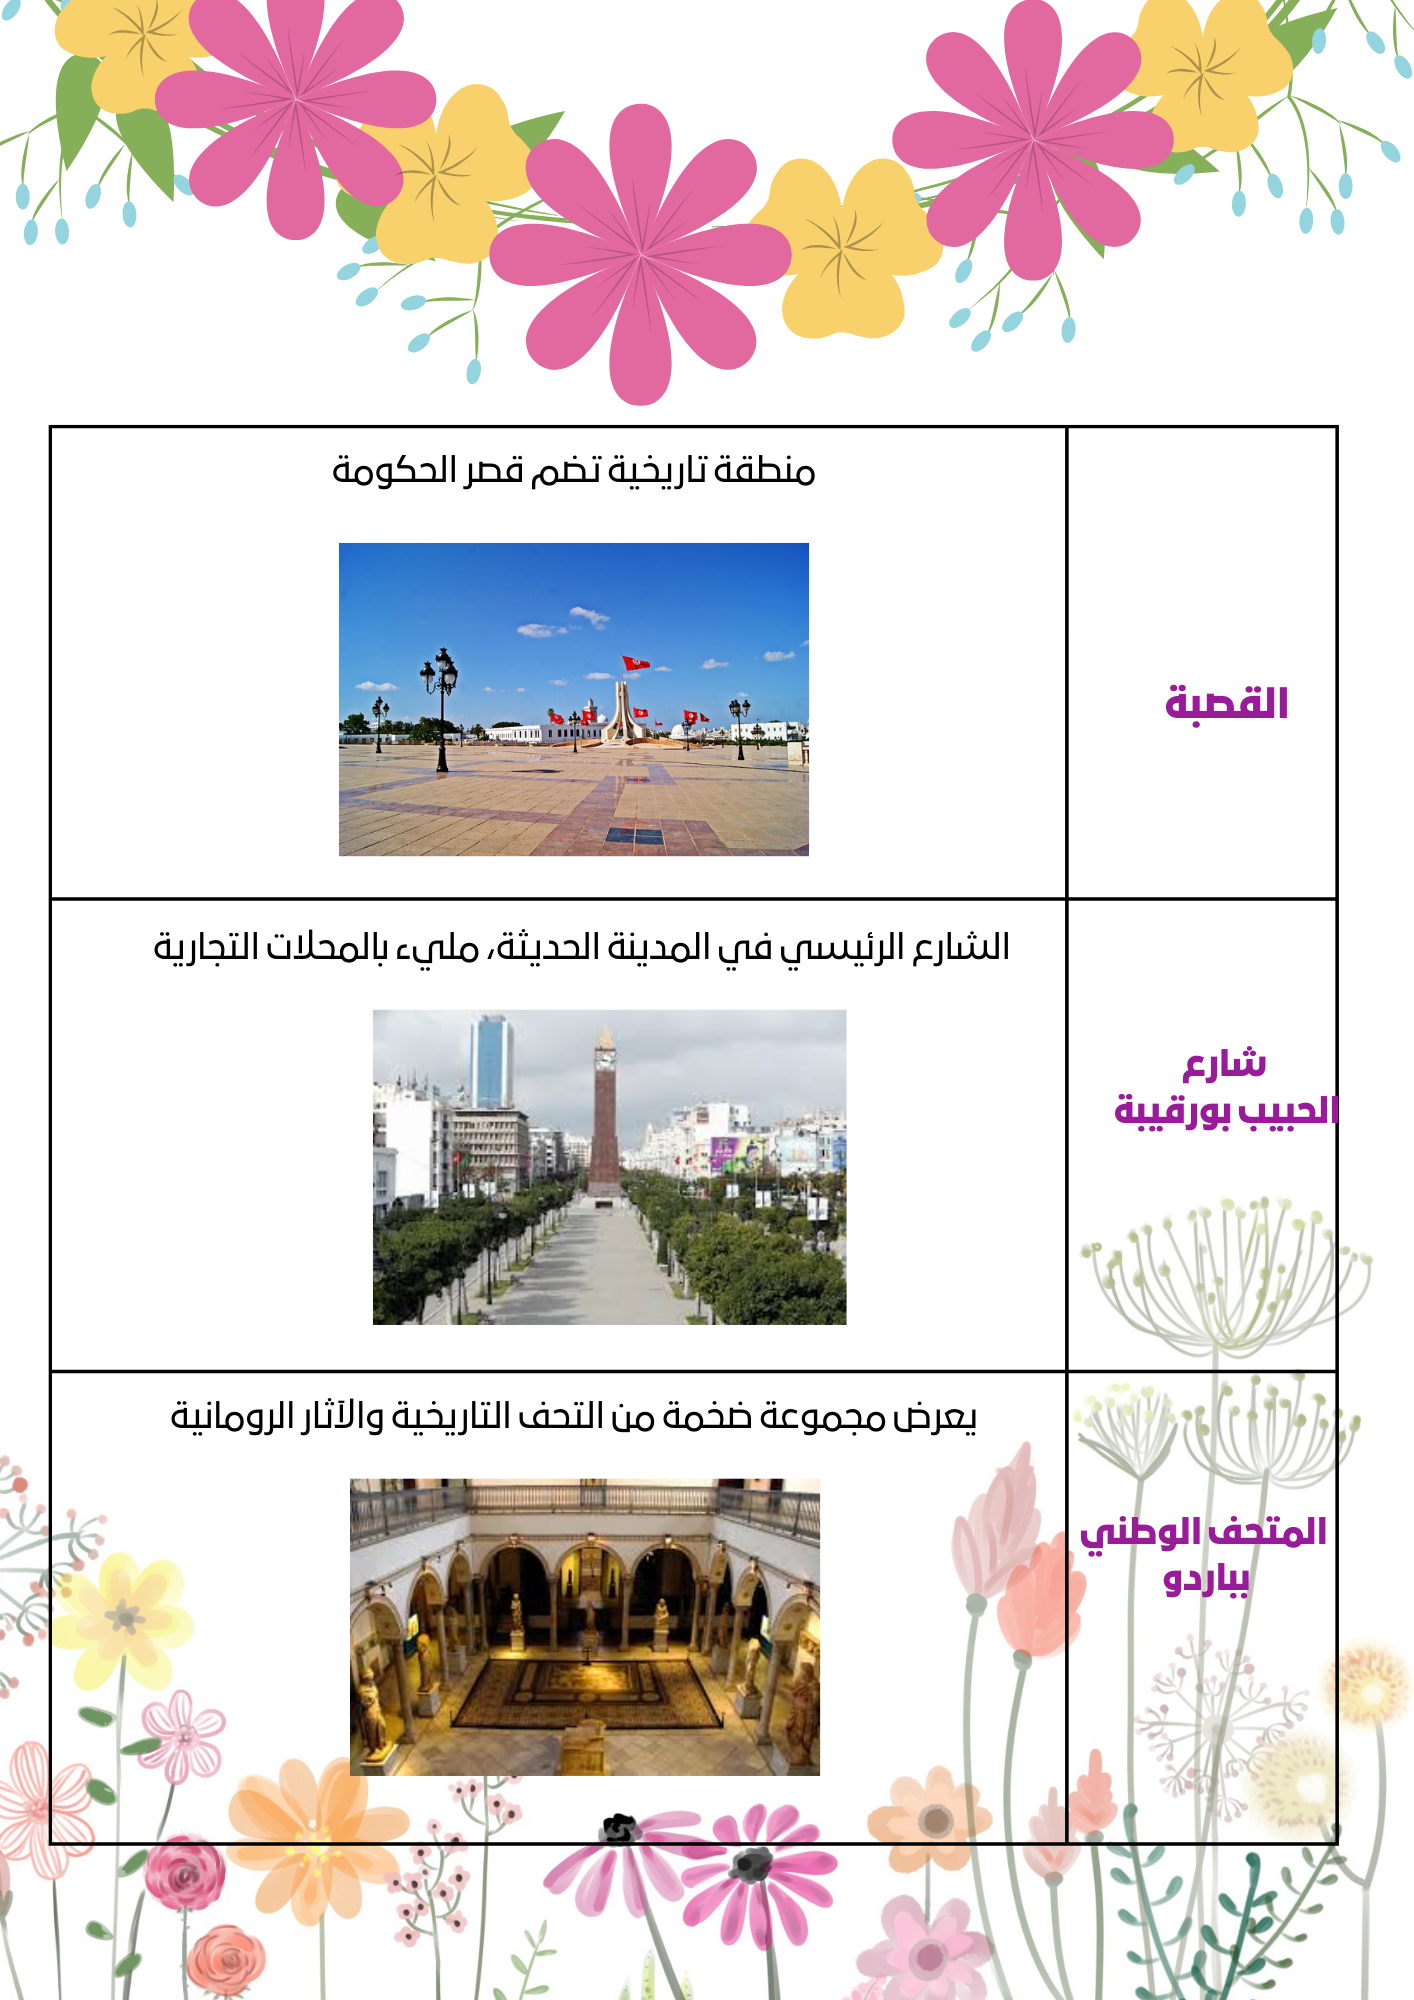 القصبة
منطقة تاريخية تضم قصر الحكومة
شارع
الحبيب بورقيبة
الشارع الرئيسي في المدينة الحديثة، مليء بالمحلات التجارية
المتحف الوطني
بباردو
يعرض مجموعة ضخمة من التحف التاريخية والآثار الرومانية